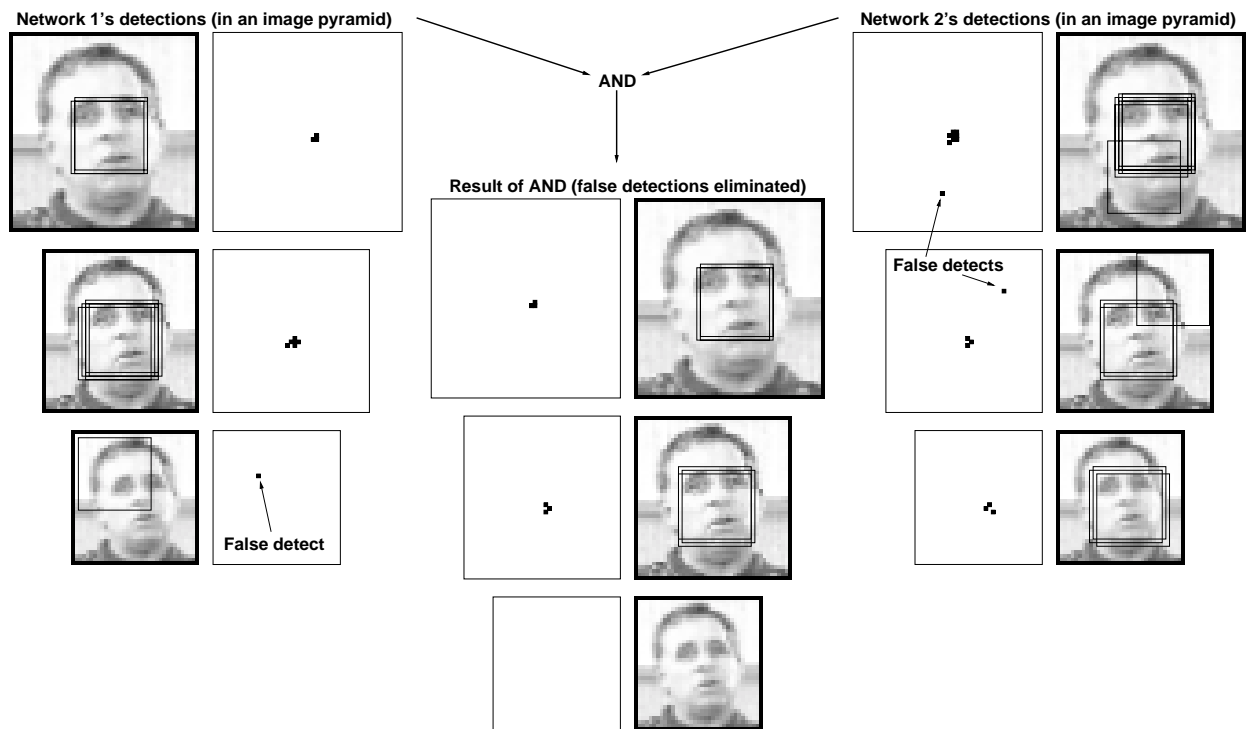 Network 1's detections (in an image pyramid)
Network 2's detections (in an image pyramid)
AND
Result of AND (false detections eliminated)
False detects
False detect